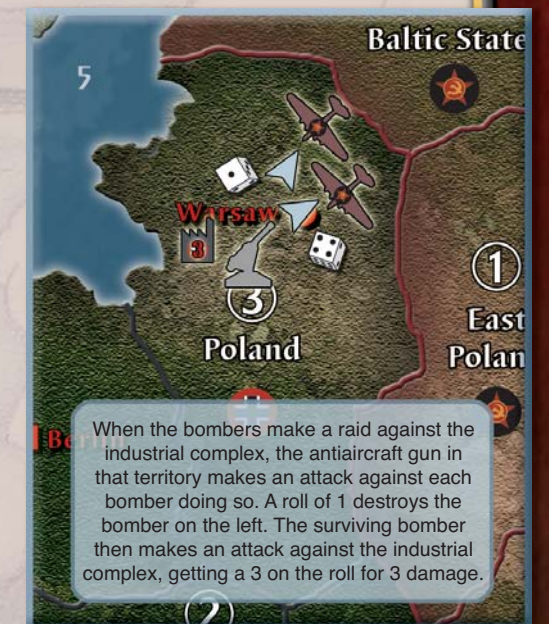 Baltic State
5
Warsaw
3
1
3
East
Polan
Poland
Ber
When the bombers make a raid against the
industrial complex, the antiaircraft gun in
that territory makes an attack against each
bomber doing so. A roll of 1 destroys the
bomber on the left. The surviving bomber
then makes an attack against the industrial
complex, getting a 3 on the roll for 3 damage.
2